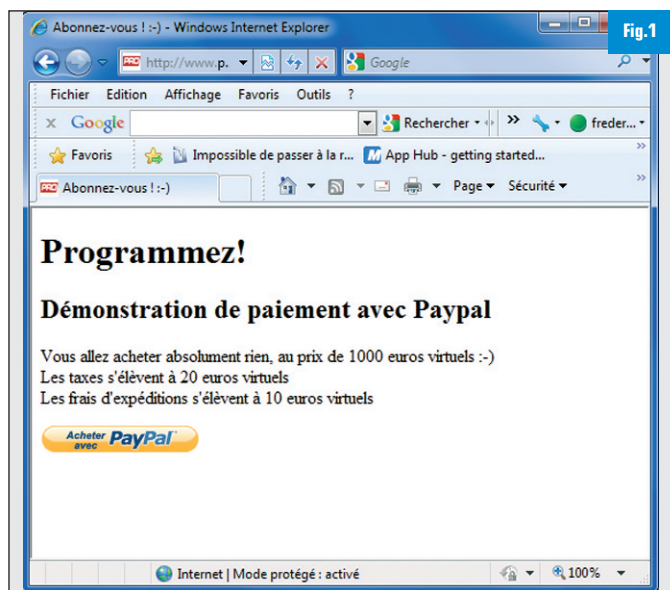 Abonnez-vous ! :-) - Windows Internet Explorer
Fig.1
http://www.p.
Google
Fichier Edition Affichage Favoris Outils ?
x Google Rechercher freder...
Favoris Impossible de passer à la r... App Hub - getting started...
PRO Abonnez-vous ! :-) Page Sécurité
Programmez!
Démonstration de paiement avec Paypal
Vous allez acheter absolument rien, au prix de 1000 euros virtuels :-)
Les taxes s'élèvent à 20 euros virtuels
Les frais d'expéditions s'élèvent à 10 euros virtuels
Acheter avec PayPal
Internet | Mode protégé : activé 100%